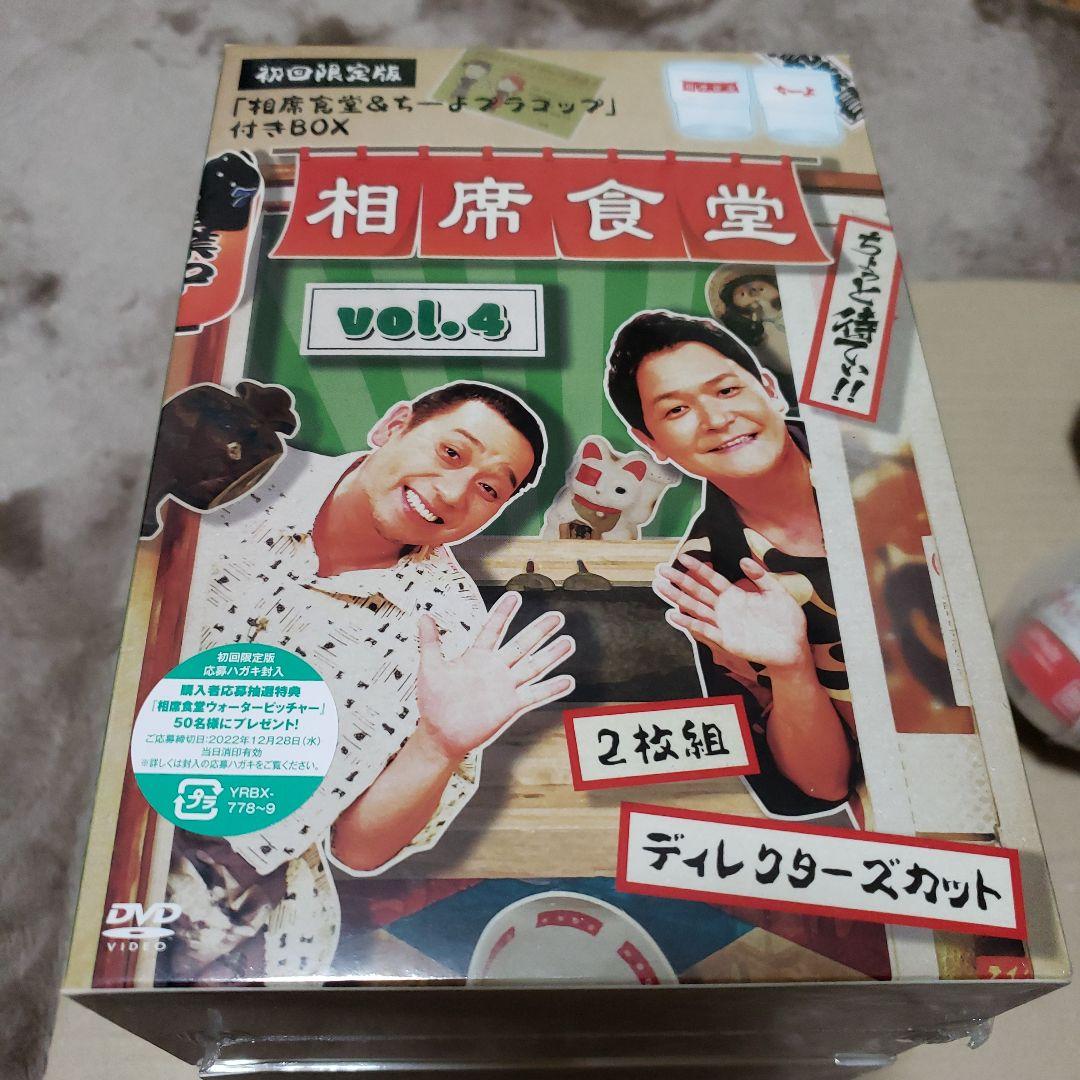 初回限定版
「相席食堂&ちーよプラコップ」
付きBOX
ちーよ
相席食堂
vol.4
ちょっと待てぃ!!
初回限定版
応募ハガキ封入
購入者応募抽選特典
「相席食堂ウォーターピッチャー」
50名様にプレゼント!
ご応募締切日:2022年12月28日(水)
当日消印有効
※詳しくは封入の応募ハガキをご覧ください。
プラ
YRBX-
778~9
2枚組
ディレクターズカット
DVD
VIDEO